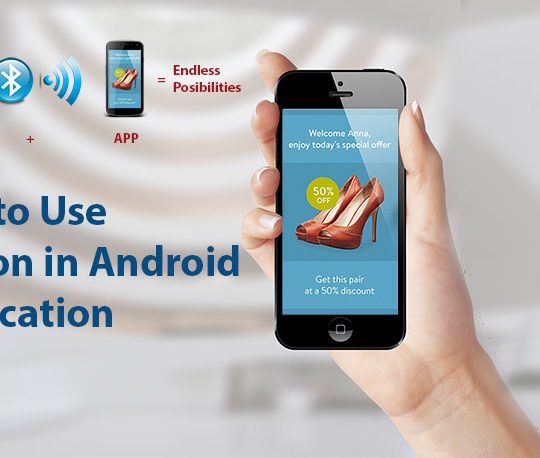 = Endless
Posibilities
+ APP
Welcome Anna,
enjoy today's special offer
50%
OFF
Get this pair
at a 50% discount
to Use
on in Android
cation